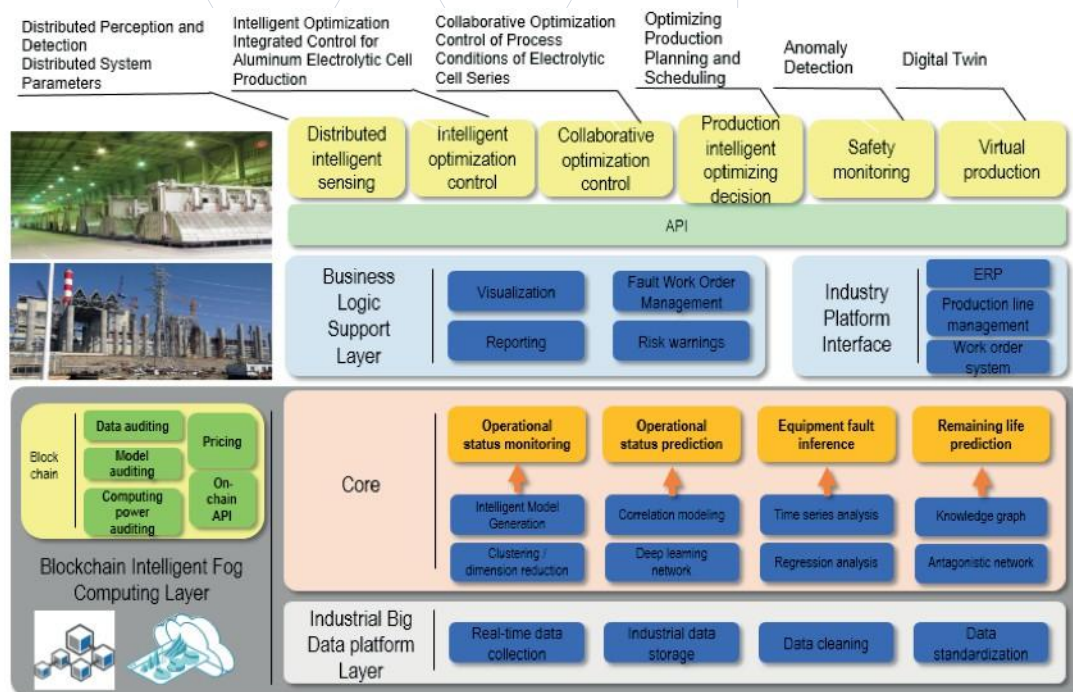 Distributed Perception and
Detection
Distributed System
Parameters
Intelligent Optimization
Integrated Control for
Aluminum Electrolytic Cell
Production
Collaborative Optimization
Control of Process
Conditions of Electrolytic
Cell Series
Optimizing
Production
Planning and
Scheduling
Anomaly
Detection
Digital Twin
Distributed
intelligent
sensing
Intelligent
optimization
control
Collaborative
optimization
control
Production
intelligent
optimizing
decision
Safety
monitoring
Virtual
production
API
Business
Logic
Support
Layer
Visualization
Fault Work Order
Management
Reporting
Risk warnings
Industry
Platform
Interface
ERP
Production line
management
Work order
system
Block
chain
Data auditing
Model
auditing
Computing
power
auditing
Pricing
On-
chain
API
Blockchain Intelligent Fog
Computing Layer
Core
Operational
status monitoring
Operational
status prediction
Equipment fault
inference
Remaining life
prediction
Intelligent Model
Generation
Correlation modeling
Time series analysis
Knowledge graph
Clustering /
dimension reduction
Deep learning
network
Regression analysis
Antagonistic network
Industrial Big
Data platform
Layer
Real-time data
collection
Industrial data
storage
Data cleaning
Data
standardization